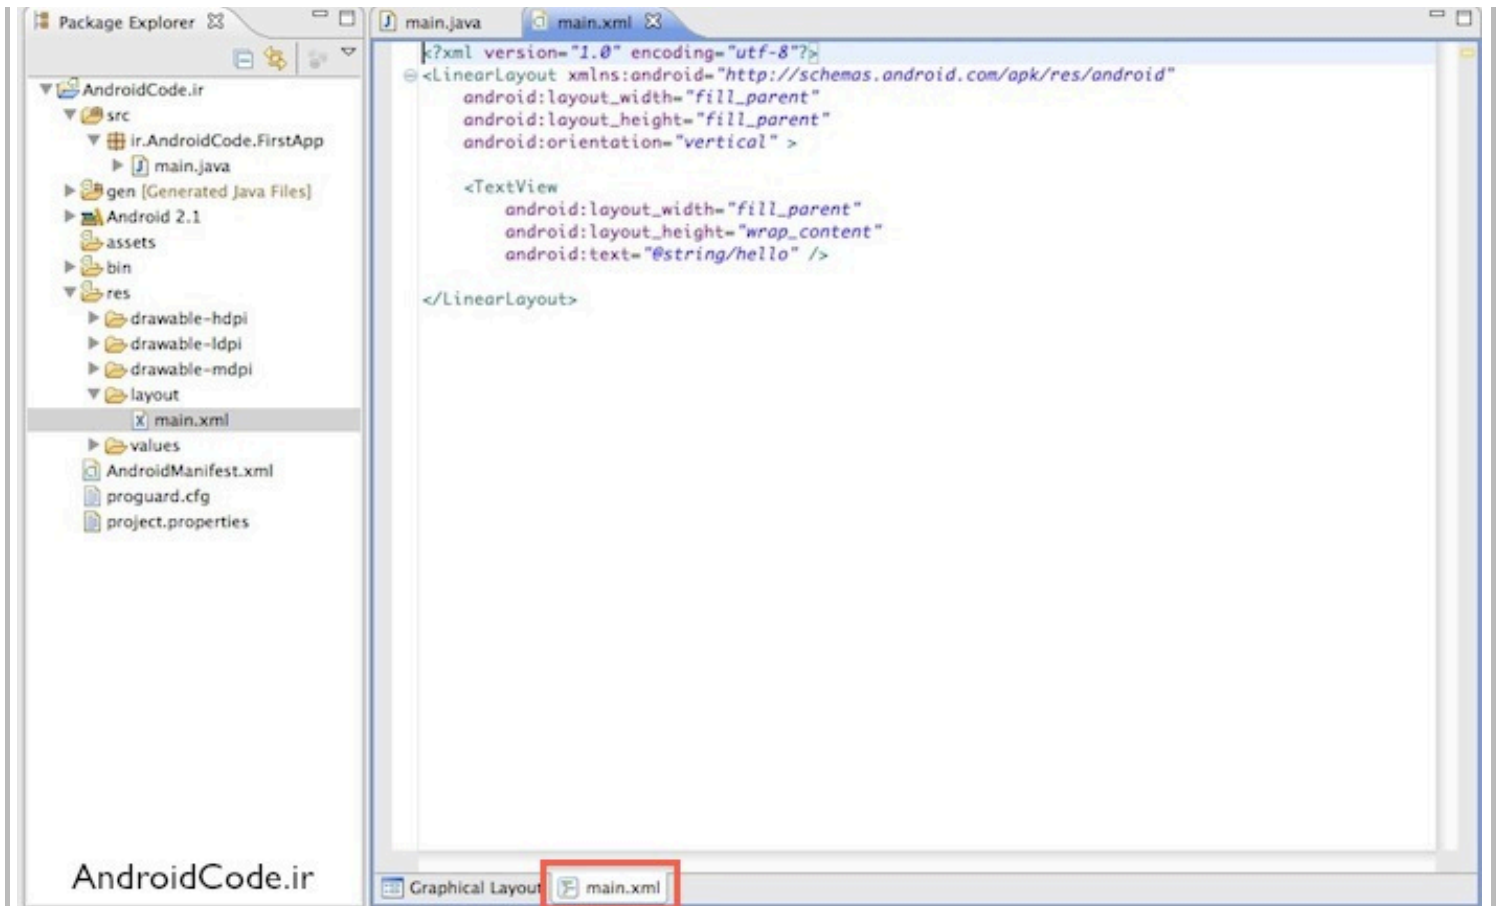 Package Explorer
AndroidCode.ir
src
ir.AndroidCode.FirstApp
main.java
gen [Generated Java Files]
Android 2.1
assets
bin
res
drawable-hdpi
drawable-ldpi
drawable-mdpi
layout
main.xml
values
AndroidManifest.xml
proguard.cfg
project.properties
AndroidCode.ir
main.java
main.xml
<?xml version="1.0" encoding="utf-8"?>
<LinearLayout xmlns:android="http://schemas.android.com/apk/res/android"
    android:layout_width="fill_parent"
    android:layout_height="fill_parent"
    android:orientation="vertical" >
    <TextView
        android:layout_width="fill_parent"
        android:layout_height="wrap_content"
        android:text="@string/hello" />
</LinearLayout>
Graphical Layout
main.xml